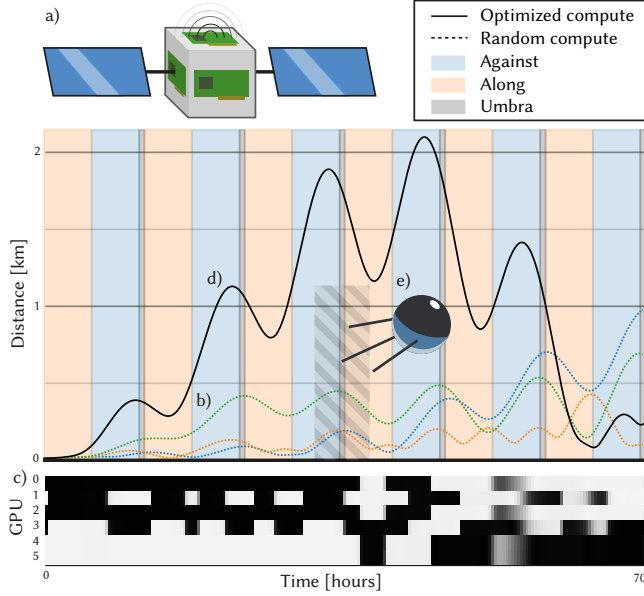 a)
Optimized compute
Random compute
Against
Along
Umbra
2
1
0
Distance [km]
d)
e)
b)
c)
GPU
0
1
2
3
4
5
0
70
Time [hours]